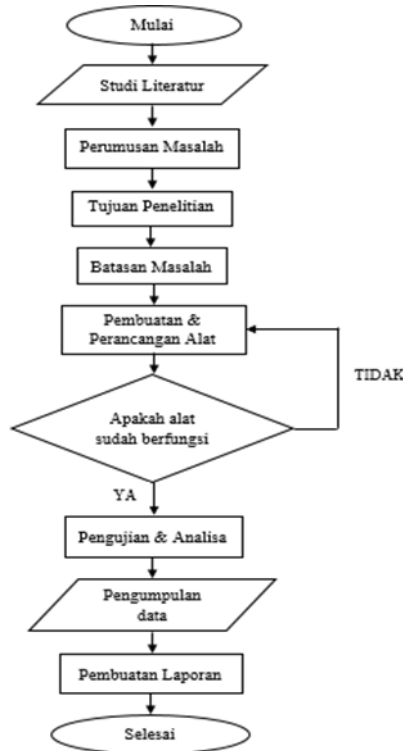 Mulai
Studi Literatur
Perumusan Masalah
Tujuan Penelitian
Batasan Masalah
Pembuatan &
Perancangan Alat
TIDAK
Apakah alat
sudah berfungsi
YA
Pengujian & Analisa
Pengumpulan
data
Pembuatan Laporan
Selesai